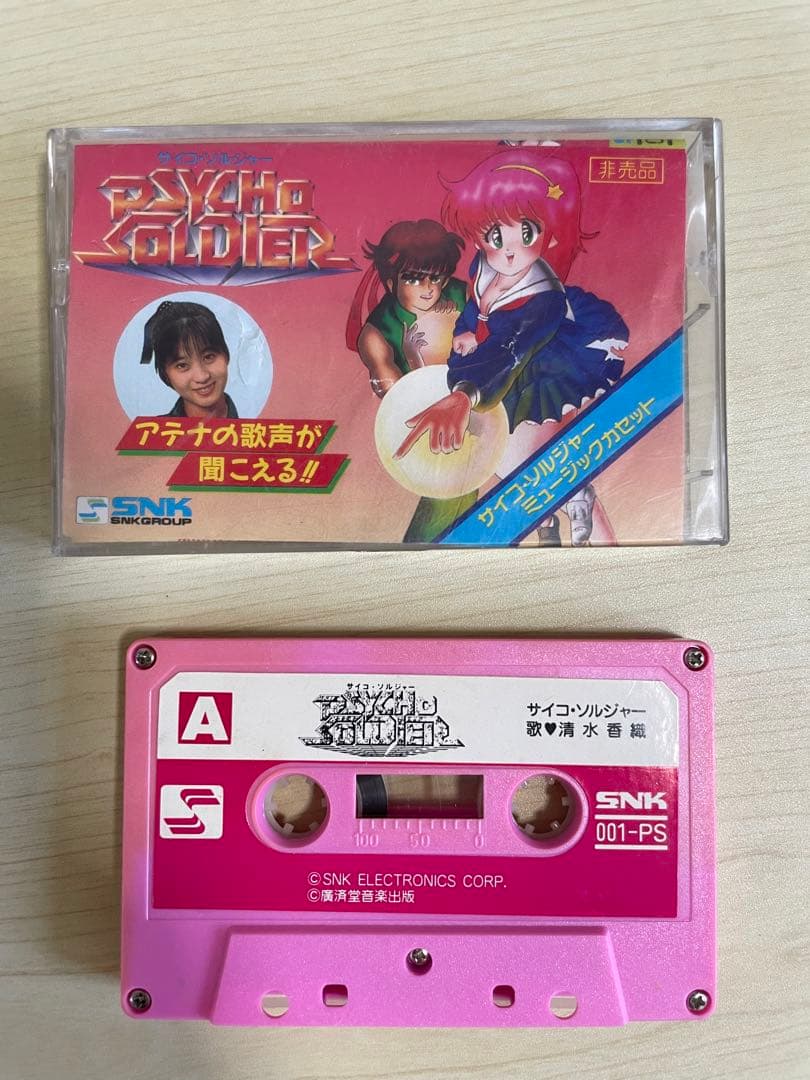 サイコ・ソルジャー
PSYCHO
SOLDIER
非売品
アテナの歌声が
聞こえる!!
SNK
SNK GROUP
サイコ・ソルジャー
ミュージックカセット
A
サイコ・ソルジャー
PSYCHO
SOLDIER
サイコ・ソルジャー
歌♥清水香織
SNK
001-PS
100 50 0
©SNK ELECTRONICS CORP.
©廣済堂音楽出版